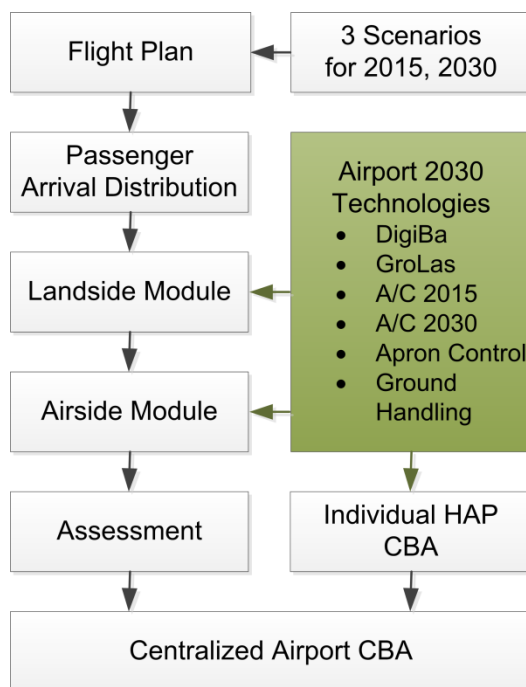 Flight Plan
3 Scenarios
for 2015, 2030
Passenger
Arrival Distribution
Airport 2030
Technologies
• DigiBa
• GroLas
• A/C 2015
• A/C 2030
• Apron Control
• Ground
Handling
Landside Module
Airside Module
Assessment
Individual HAP
CBA
Centralized Airport CBA